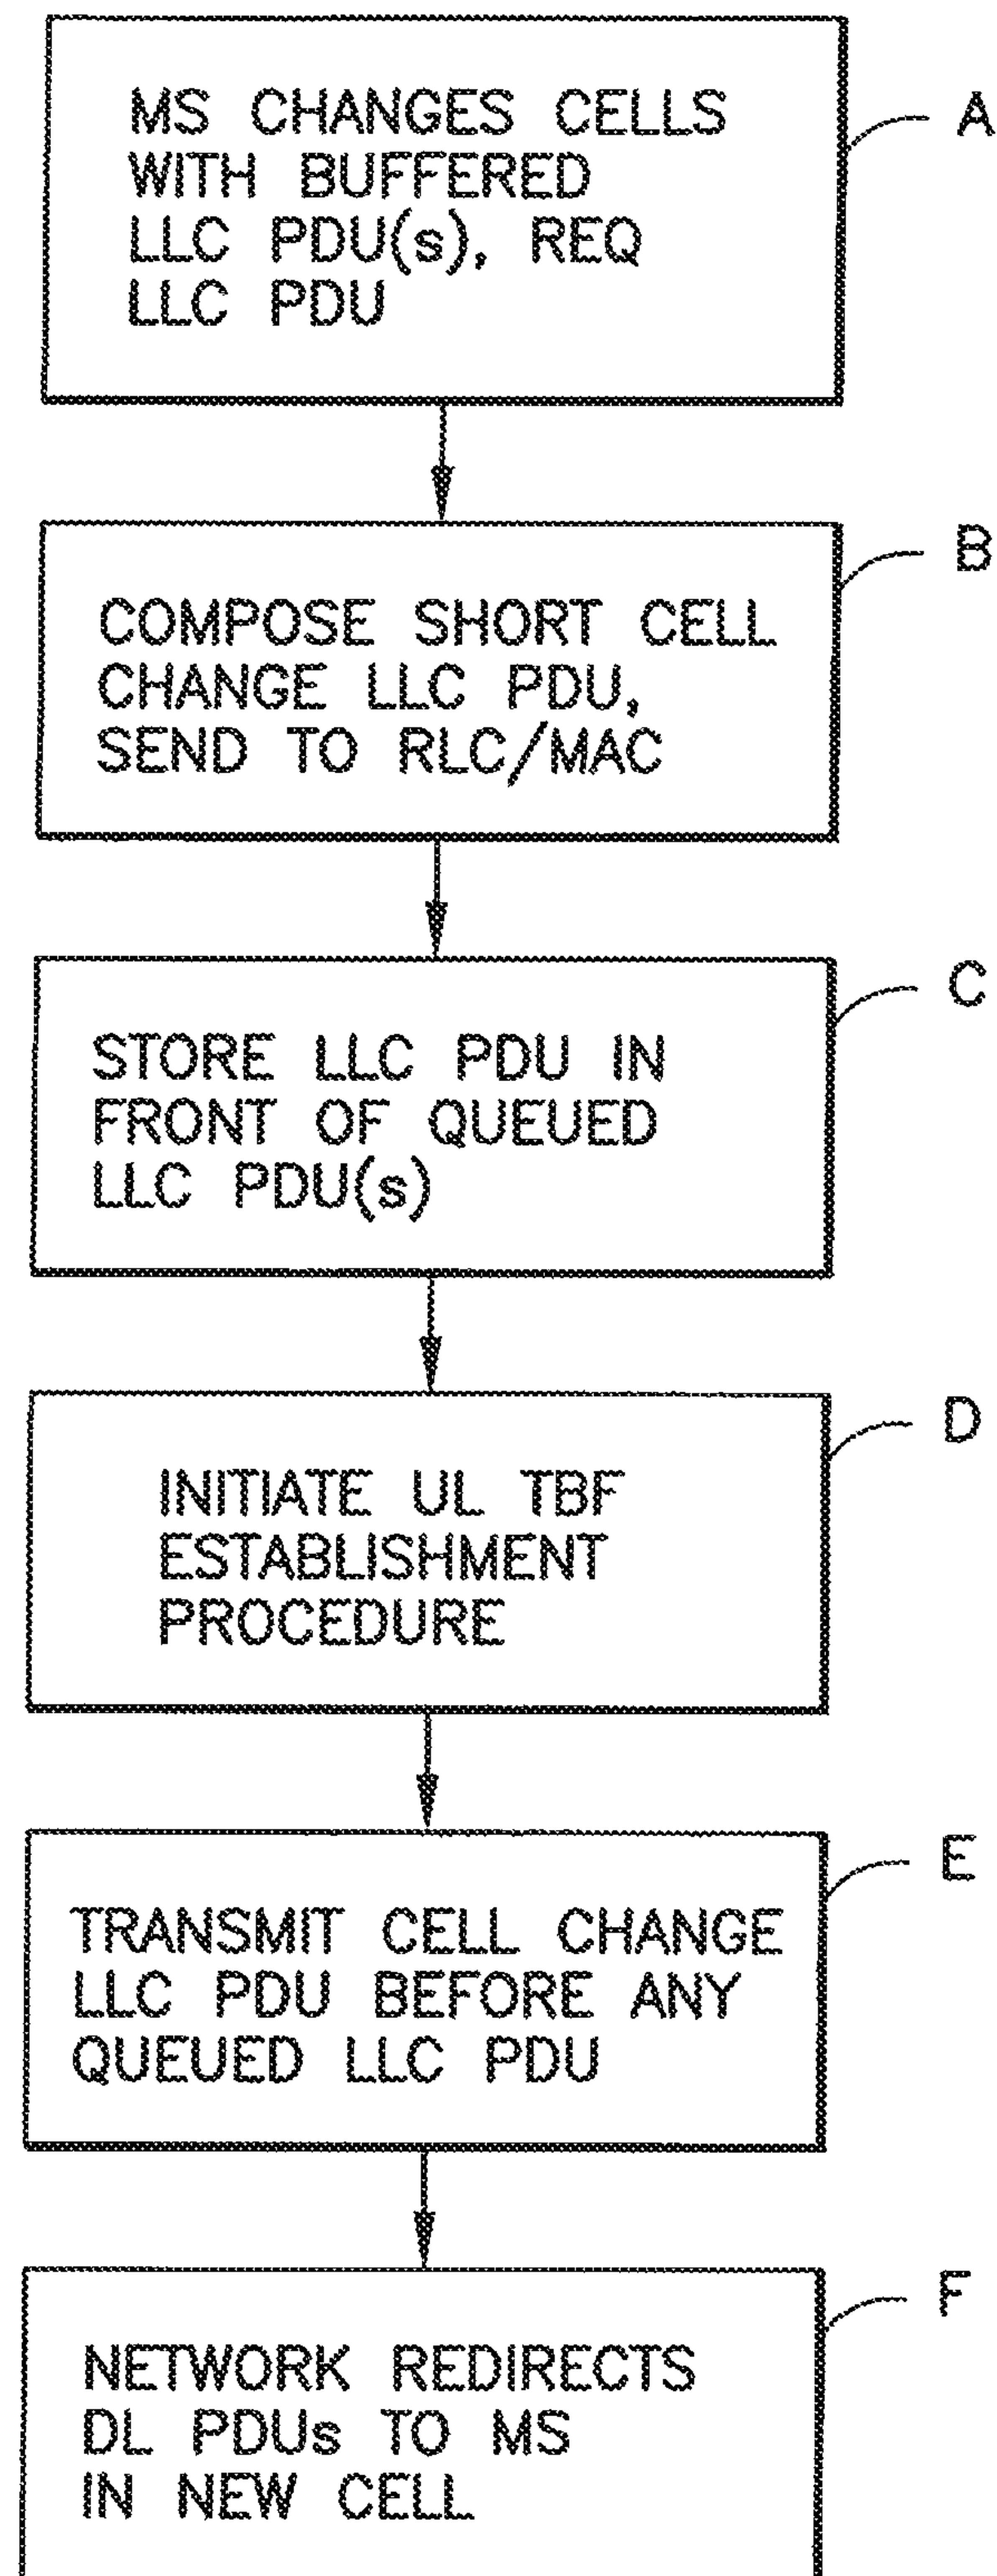 MS CHANGES CELLS
WITH BUFFERED
LLC PDU(s), REQ
LLC PDU
A
COMPOSE SHORT CELL
CHANGE LLC PDU,
SEND TO RLC/MAC
B
STORE LLC PDU IN
FRONT OF QUEUED
LLC PDU(s)
C
INITIATE UL TBF
ESTABLISHMENT
PROCEDURE
D
TRANSMIT CELL CHANGE
LLC PDU BEFORE ANY
QUEUED LLC PDU
E
NETWORK REDIRECTS
DL PDUs TO MS
IN NEW CELL
F